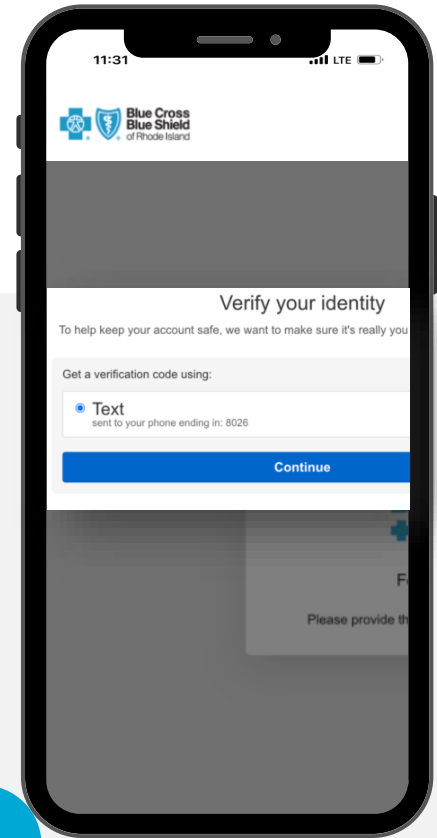 11:31
LTE
Blue Cross
Blue Shield
of Rhode Island
Verify your identity
To help keep your account safe, we want to make sure it's really you
Get a verification code using:
Text
sent to your phone ending in: 8026
Continue
Please provide